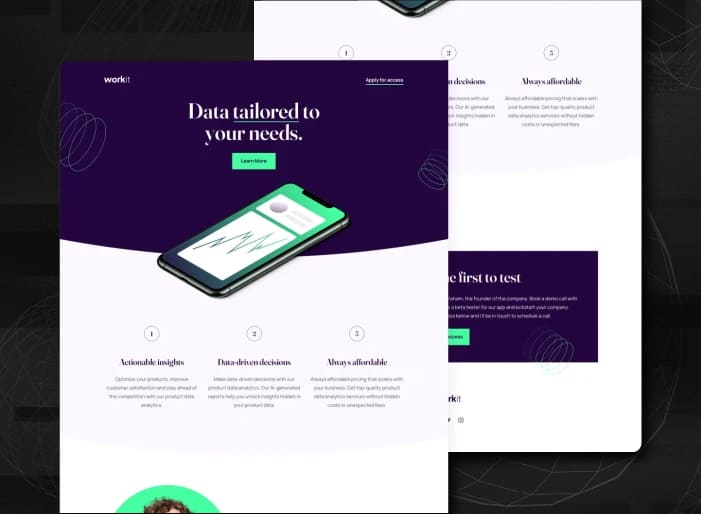 workit
Apply for access
Data tailored to
your needs.
Learn More
1
2
3
Actionable insights
Data-driven decisions
Always affordable
Optimize your products, improve
customer satisfaction and stay ahead of
the competition with our product data
analytics.
Make data-driven decisions with our
product data analytics. Our AI-generated
reports help you unlock insights hidden in
your product data.
Always affordable pricing that scales with
your business. Get top-quality product
data analytics services without hidden
costs or unexpected fees.
1
2
3
decisions
Always affordable
decisions with our
cs. Our AI-generated
insights hidden in
duct data.
Always affordable pricing that scales with
your business. Get top-quality product
data analytics services without hidden
costs or unexpected fees.
first to test
the founder of the company. Book a demo call with
a beta tester for our app and kickstart your company.
below and I'll be in touch to schedule a call.
rkit